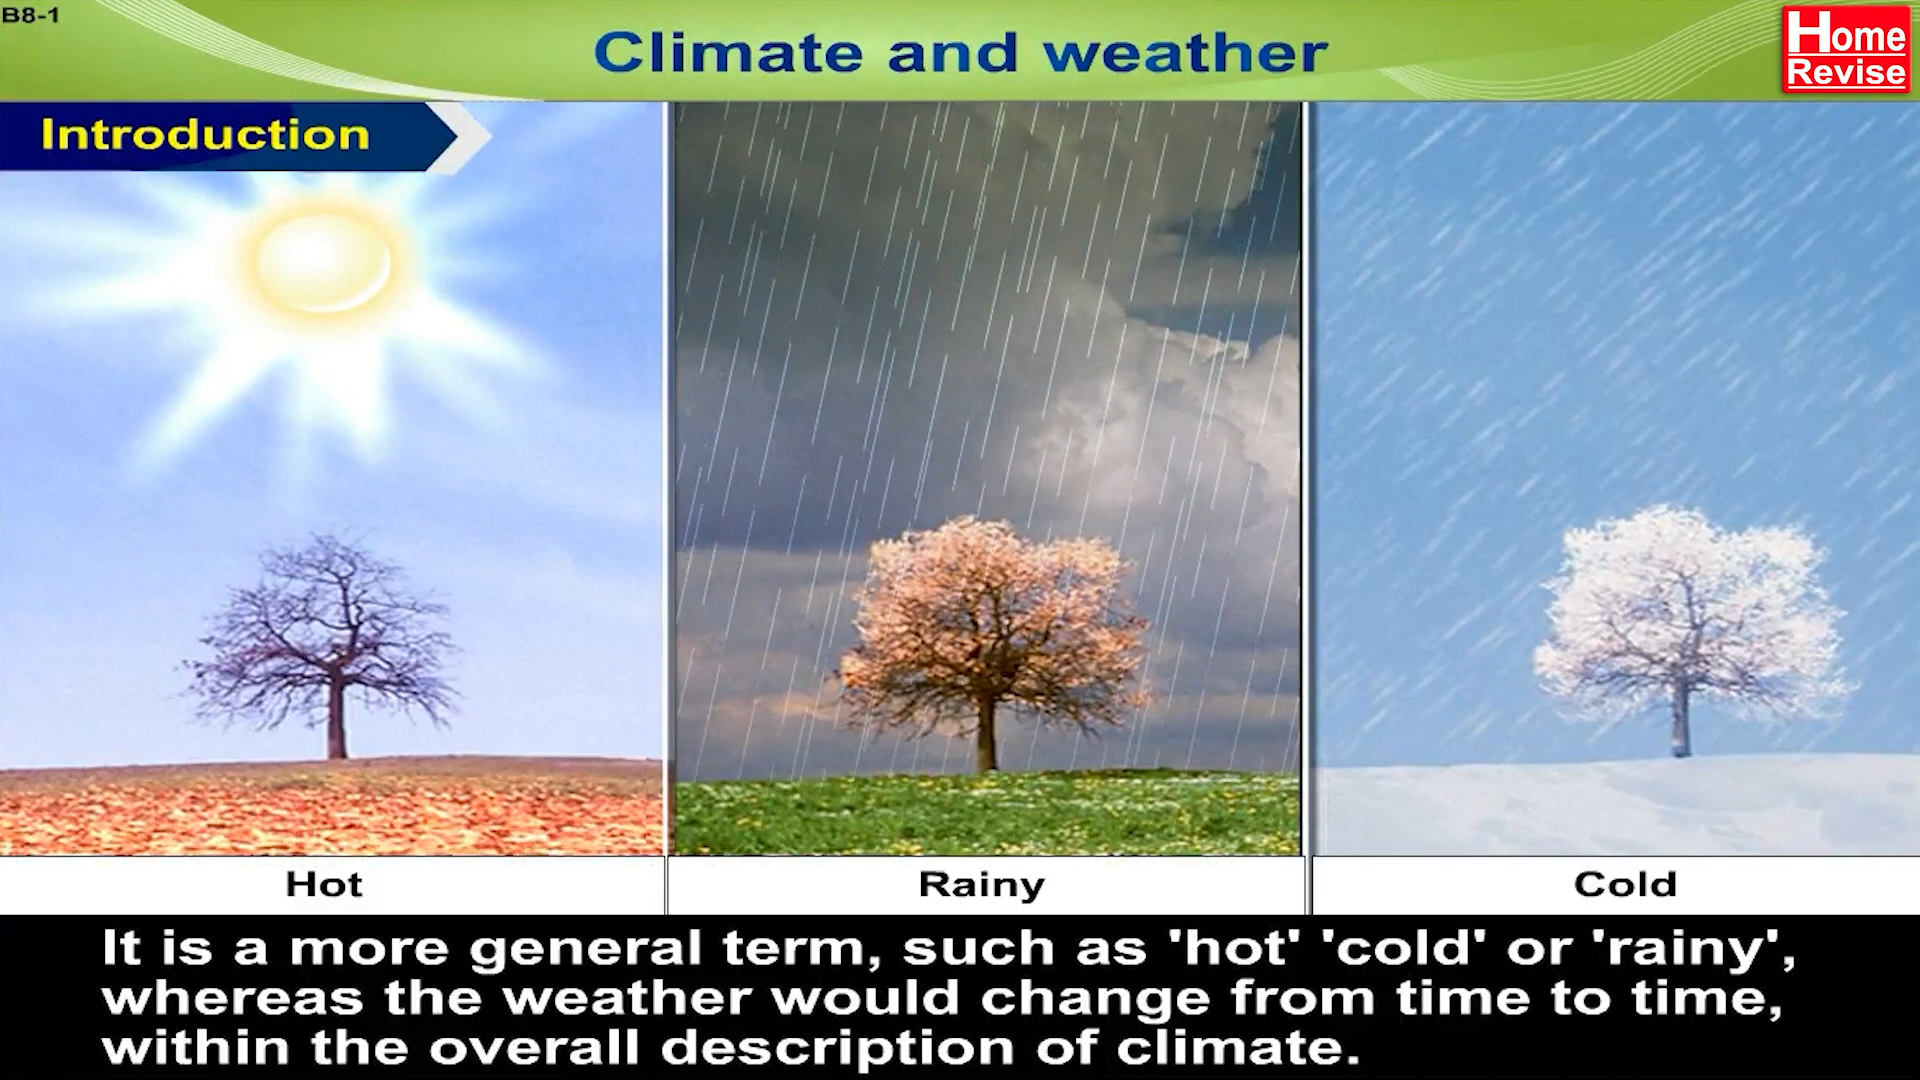 B8-1
Climate and weather
Home
Revise
Introduction
Hot
Rainy
Cold
It is a more general term, such as 'hot' 'cold' or 'rainy',
whereas the weather would change from time to time,
within the overall description of climate.